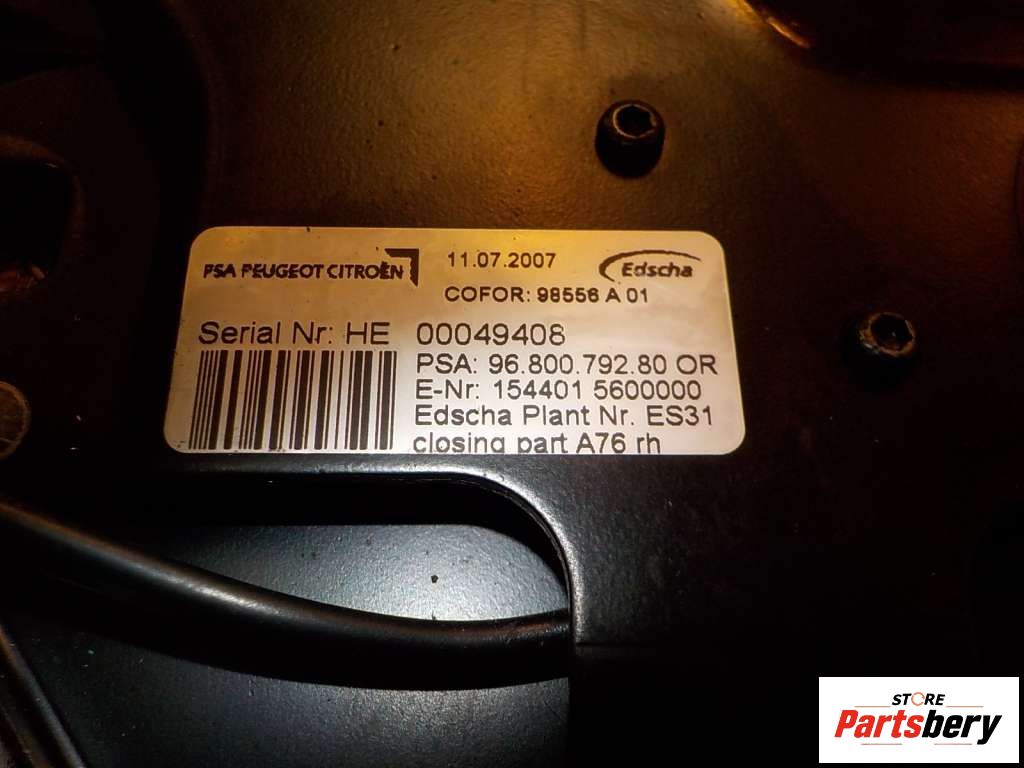 PSA PEUGEOT CITROËN
11.07.2007
Edscha
COFOR: 98556 A 01
Serial Nr: HE 00049408
PSA: 96.800.792.80 OR
E-Nr: 154401 5600000
Edscha Plant Nr. ES31
closing part A76 rh
STORE
Partsbery